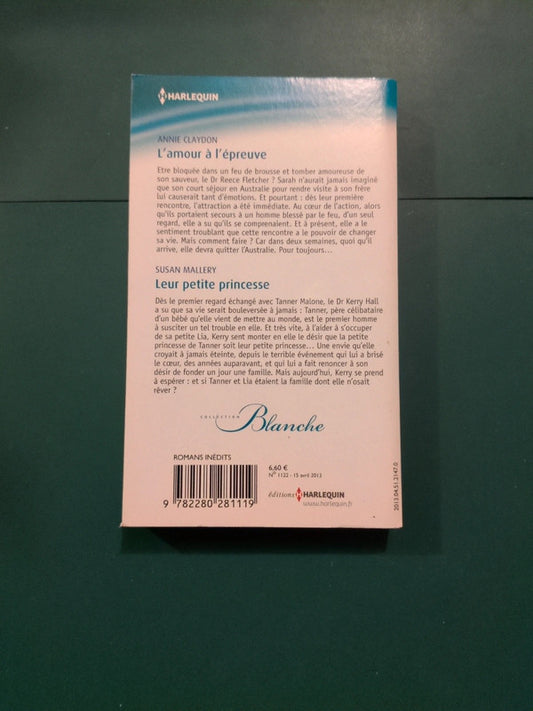 HARLEQUIN
ANNIE CLAYDON
L'amour à l'épreuve
Etre bloquée dans un feu de brousse et tomber amoureuse de
son sauveur, le Dr Reece Fletcher ? Sarah n'aurait jamais imaginé
que son court séjour en Australie pour rendre visite à son frère
lui causerait tant d'émotions. Et pourtant : dès leur première
rencontre, l'attraction a été immédiate. Au cœur de l'action, alors
qu'ils portaient secours à un homme blessé par le feu, d'un seul
regard, elle a su qu'ils se comprenaient. Et à présent, elle a le
sentiment troublant que cette rencontre a le pouvoir de changer
sa vie. Mais comment faire ? Car dans deux semaines, quoi qu'il
arrive, elle devra quitter l'Australie. Pour toujours...
SUSAN MALLERY
Leur petite princesse
Dès le premier regard échangé avec Tanner Malone, le Dr Kerry Hall
a su que sa vie serait bouleversée à jamais : Tanner, père célibataire
d'un bébé qu'elle vient de mettre au monde, est le premier homme
à susciter un tel trouble en elle. Et très vite, à l'aider à s'occuper
de sa petite Lia, Kerry sent monter en elle le désir que la petite
princesse de Tanner soit leur petite princesse... Une envie qu'elle
croyait à jamais éteinte, depuis le terrible événement qui lui a brisé
le cœur, des années auparavant, et qui lui a fait renoncer à son
désir de fonder un jour une famille. Mais aujourd'hui, Kerry se prend
à espérer : et si Tanner et Lia étaient la famille dont elle n'osait
rêver ?
COLLECTION
Blanche
ROMANS INÉDITS
6,60 €
N° 1122 - 15 avril 2013
9 782280 281119
éditions HARLEQUIN
www.harlequin.fr
2013.04.51.2147.0